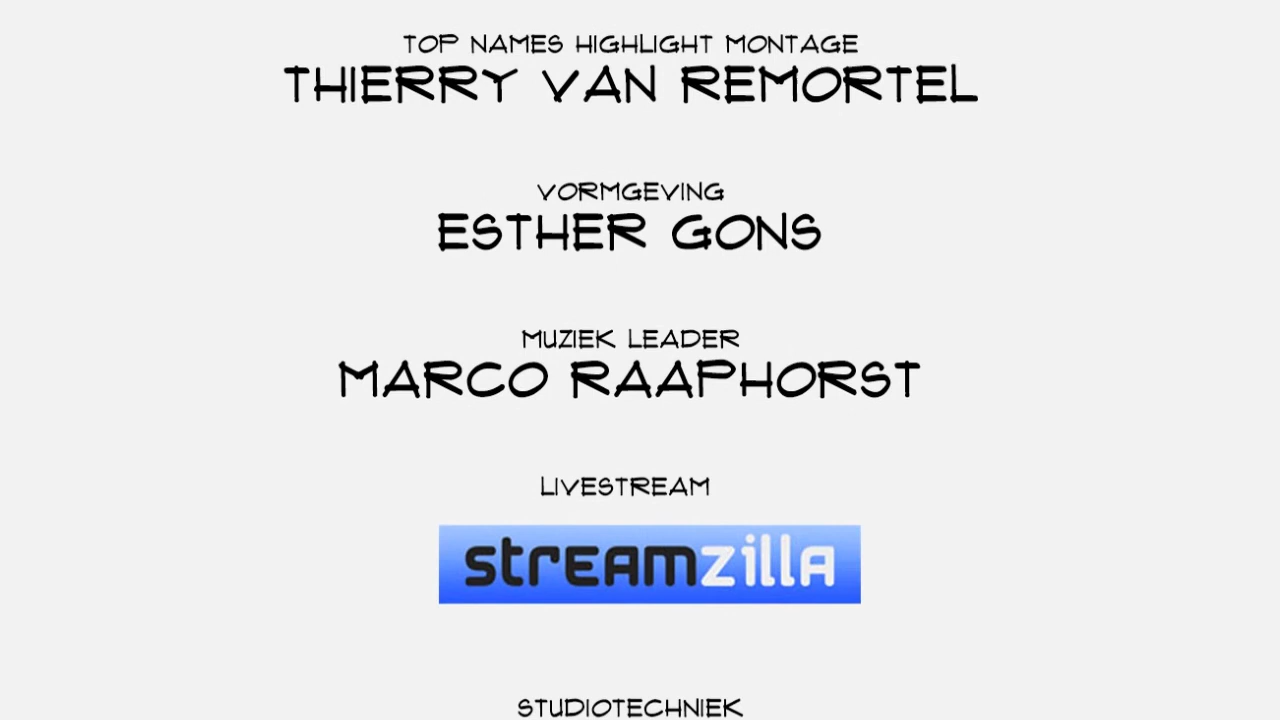 TOP NAMES HIGHLIGHT MONTAGE
THIERRY VAN REMORTEL
VORMGEVING
ESTHER GONS
MUZIEK LEADER
MARCO RAAPHORST
LIVESTREAM
streamzilla
STUDIOTECHNIEK